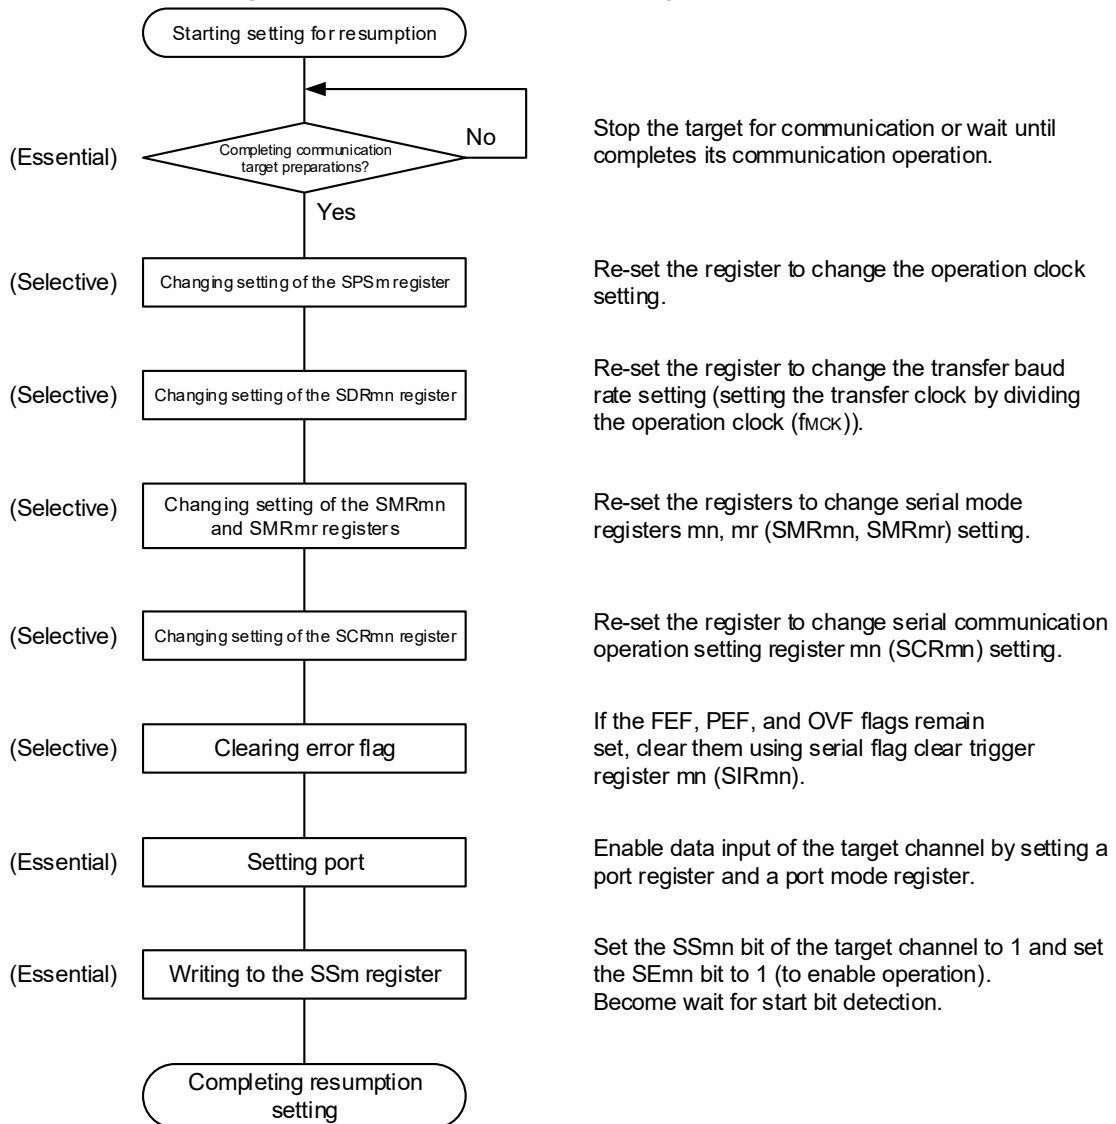 Starting setting for resumption
(Essential)
Completing communication
target preparations?
No
Stop the target for communication or wait until
completes its communication operation.
Yes
(Selective)
Changing setting of the SPSm register
Re-set the register to change the operation clock
setting.
(Selective)
Changing setting of the SDRmn register
Re-set the register to change the transfer baud
rate setting (setting the transfer clock by dividing
the operation clock (fMCK)).
(Selective)
Changing setting of the SMRmn
and SMRmr registers
Re-set the registers to change serial mode
registers mn, mr (SMRmn, SMRmr) setting.
(Selective)
Changing setting of the SCRmn register
Re-set the register to change serial communication
operation setting register mn (SCRmn) setting.
(Selective)
Clearing error flag
If the FEF, PEF, and OVF flags remain
set, clear them using serial flag clear trigger
register mn (SIRmn).
(Essential)
Setting port
Enable data input of the target channel by setting a
port register and a port mode register.
(Essential)
Writing to the SSm register
Set the SSmn bit of the target channel to 1 and set
the SEmn bit to 1 (to enable operation).
Become wait for start bit detection.
Completing resumption
setting